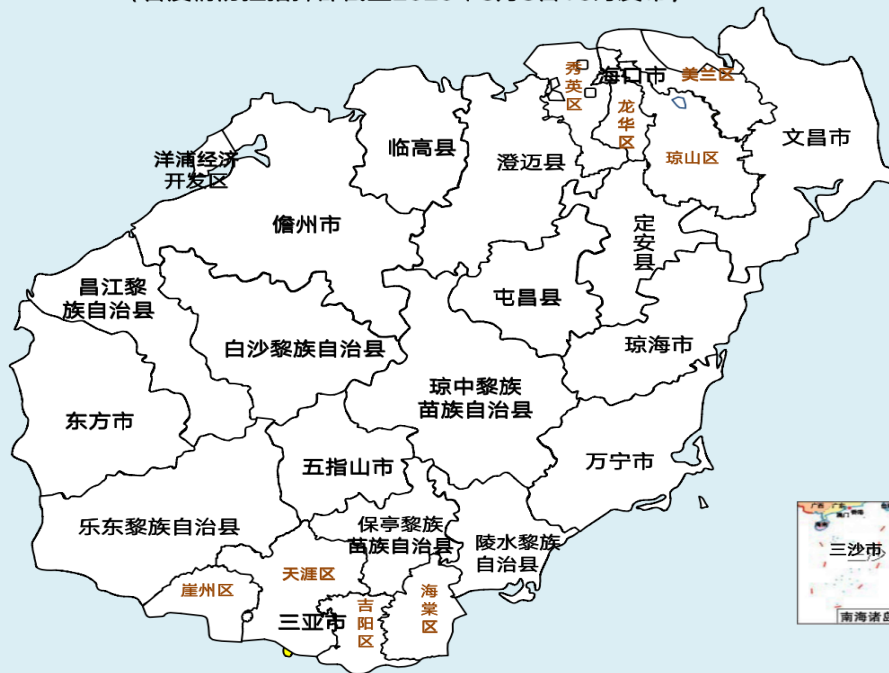 秀英区
海口市
美兰区
龙华区
琼山区
文昌市
临高县
澄迈县
洋浦经济
开发区
儋州市
定安县
昌江黎
族自治县
屯昌县
白沙黎族自治县
琼海市
琼中黎族
苗族自治县
东方市
五指山市
万宁市
乐东黎族自治县
保亭黎族
苗族自治县
陵水黎族
自治县
天涯区
崖州区
三亚市
吉阳区
海棠区
三沙市
南海诸岛